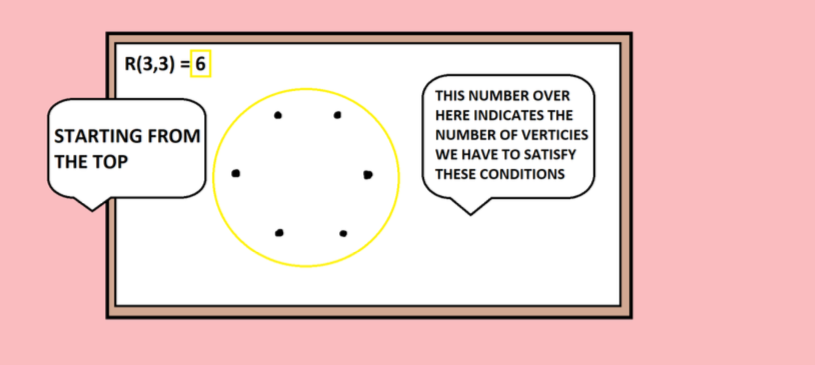 R(3,3) = 6
STARTING FROM
THE TOP
THIS NUMBER OVER
HERE INDICATES THE
NUMBER OF VERTICIES
WE HAVE TO SATISFY
THESE CONDITIONS